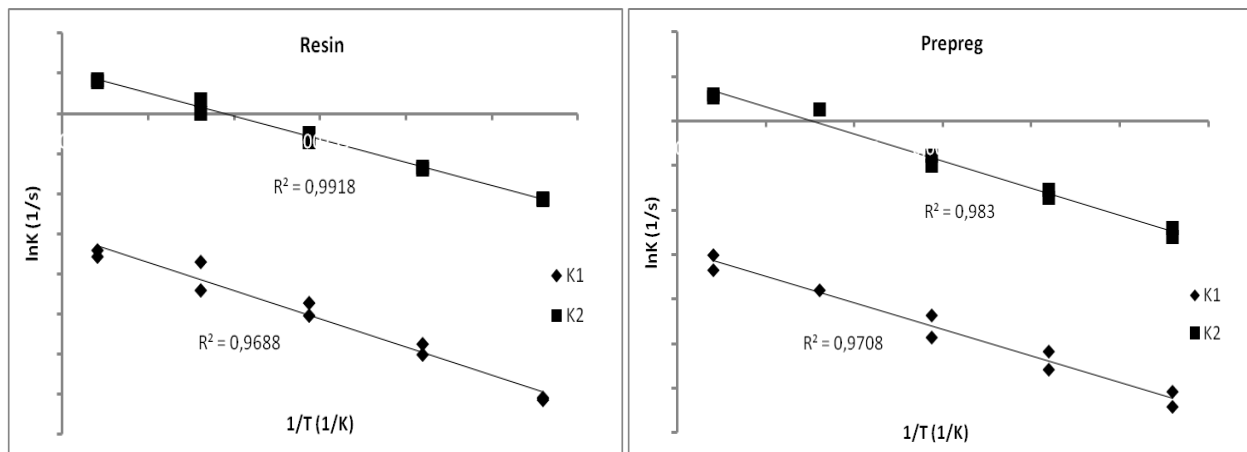 Resin
lnK (1/s)
R² = 0,9918
K1
K2
R² = 0,9688
1/T (1/K)
Prepreg
lnK (1/s)
R² = 0,983
K1
K2
R² = 0,9708
1/T (1/K)